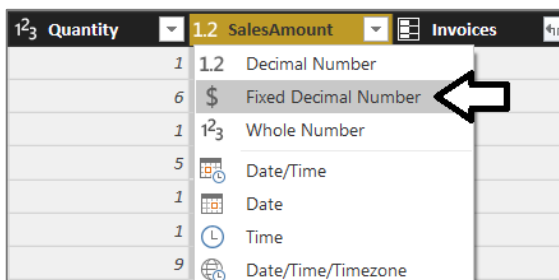 1²3 Quantity 1.2 SalesAmount Invoices
1 1.2 Decimal Number
6 $ Fixed Decimal Number
1 1²3 Whole Number
5 Date/Time
1 Date
1 Time
9 Date/Time/Timezone